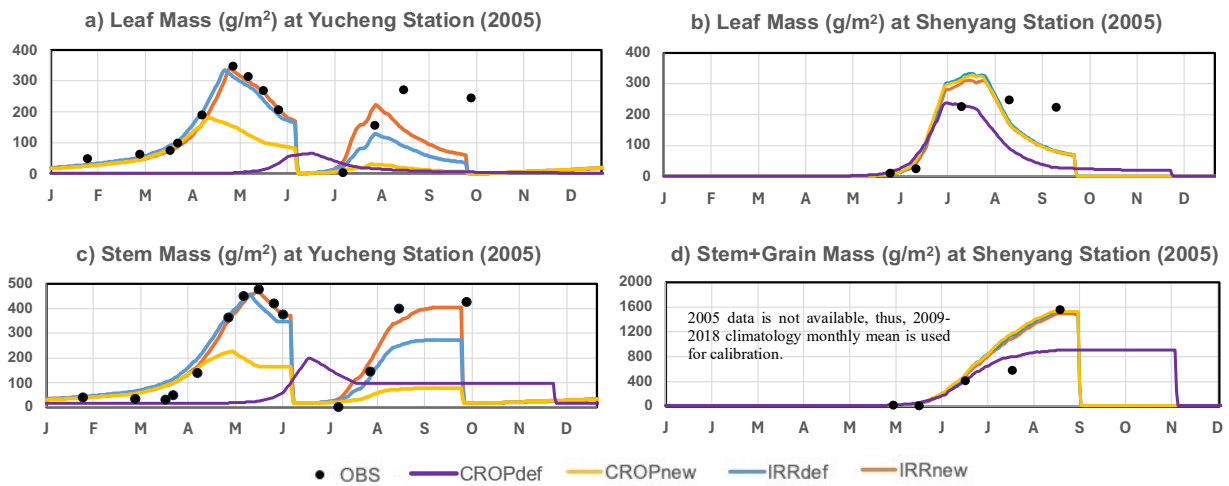 a) Leaf Mass (g/m²) at Yucheng Station (2005)
400
300
200
100
0
J F M A M J J A S O N D
b) Leaf Mass (g/m²) at Shenyang Station (2005)
400
300
200
100
0
J F M A M J J A S O N D
c) Stem Mass (g/m²) at Yucheng Station (2005)
500
400
300
200
100
0
J F M A M J J A S O N D
d) Stem+Grain Mass (g/m²) at Shenyang Station (2005)
2005 data is not available, thus, 2009-
2018 climatology monthly mean is used
for calibration.
1600
1200
800
400
0
J J F M A M J J A S O N D
OBS CROPdef CROPnew IRRdef IRRnew